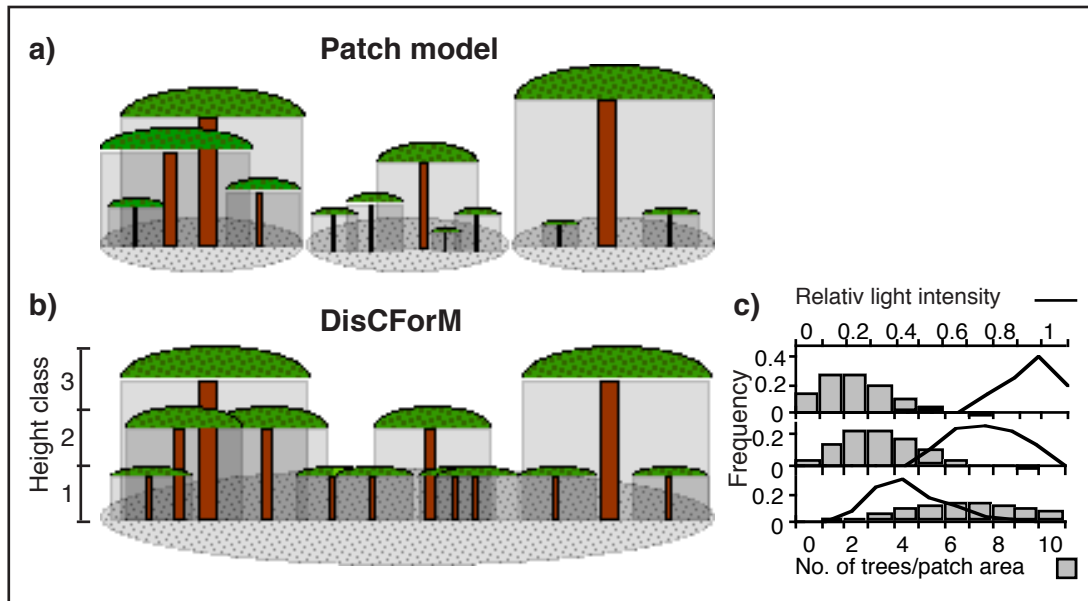 a)
Patch model
b)
DisCForM
Height class
3
2
1
c)
Relativ light intensity
0 0.2 0.4 0.6 0.8 1
Frequency
0.4
0.2
0
0.2
0
0.2
0
0 2 4 6 8 10
No. of trees/patch area